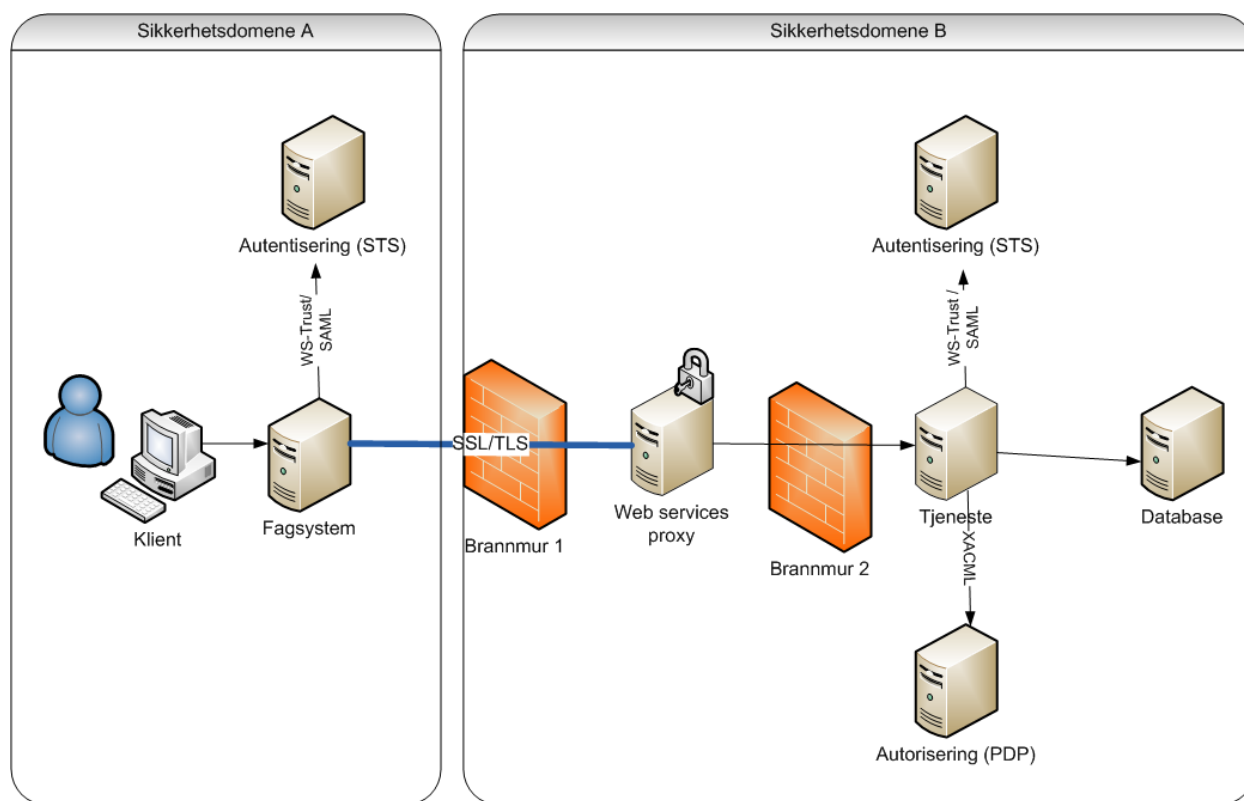 Sikkerhetsdomene A
Sikkerhetsdomene B
Autentisering (STS)
Autentisering (STS)
WS-Trust/
SAML
WS-Trust /
SAML
SSL/TLS
Klient
Fagsystem
Brannmur 1
Web services
proxy
Brannmur 2
Tjeneste
Database
XACML
Autorisering (PDP)